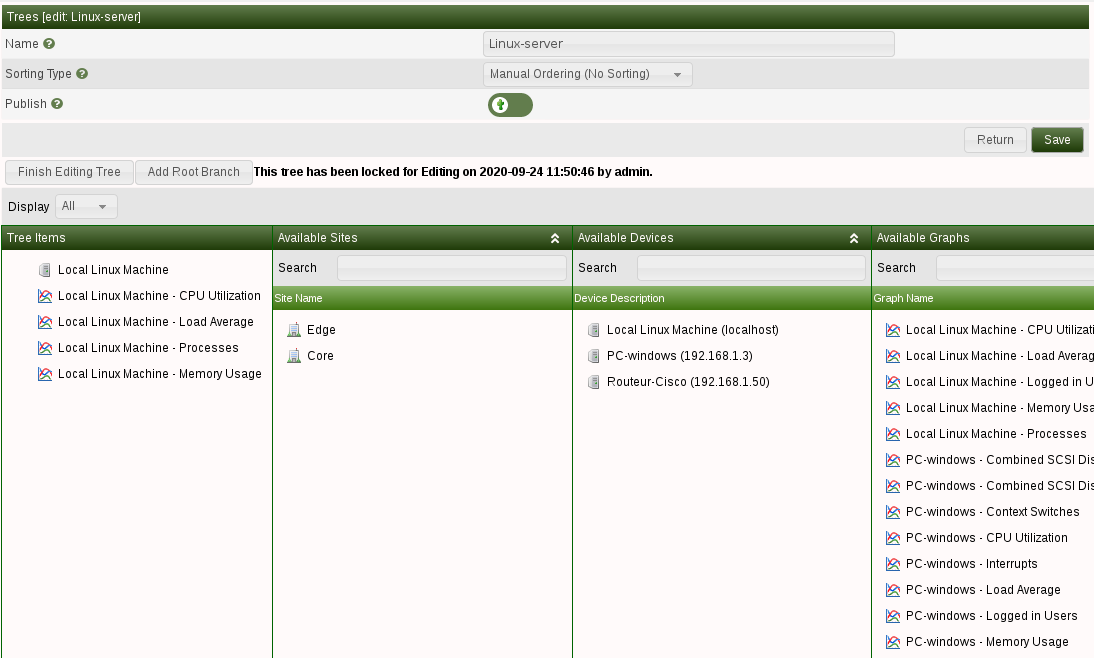 Trees [edit: Linux-server]
Name
Linux-server
Sorting Type
Manual Ordering (No Sorting)
Publish
Return
Save
Finish Editing Tree
Add Root Branch
This tree has been locked for Editing on 2020-09-24 11:50:46 by admin.
Display
All
Tree Items
Local Linux Machine
Local Linux Machine - CPU Utilization
Local Linux Machine - Load Average
Local Linux Machine - Processes
Local Linux Machine - Memory Usage
Available Sites
Search
Site Name
Edge
Core
Available Devices
Search
Device Description
Local Linux Machine (localhost)
PC-windows (192.168.1.3)
Routeur-Cisco (192.168.1.50)
Available Graphs
Search
Graph Name
Local Linux Machine - CPU Utilizati
Local Linux Machine - Load Averag
Local Linux Machine - Logged in U
Local Linux Machine - Memory Usa
Local Linux Machine - Processes
PC-windows - Combined SCSI Dis
PC-windows - Combined SCSI Dis
PC-windows - Context Switches
PC-windows - CPU Utilization
PC-windows - Interrupts
PC-windows - Load Average
PC-windows - Logged in Users
PC-windows - Memory Usage